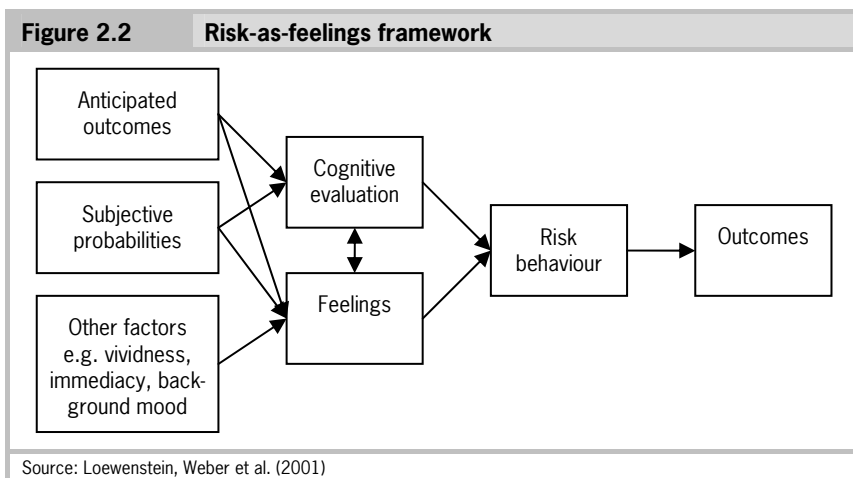 Figure 2.2 Risk-as-feelings framework
Anticipated
outcomes
Subjective
probabilities
Other factors
e.g. vividness,
immediacy, back-
ground mood
Cognitive
evaluation
Feelings
Risk
behaviour
Outcomes
Source: Loewenstein, Weber et al. (2001)